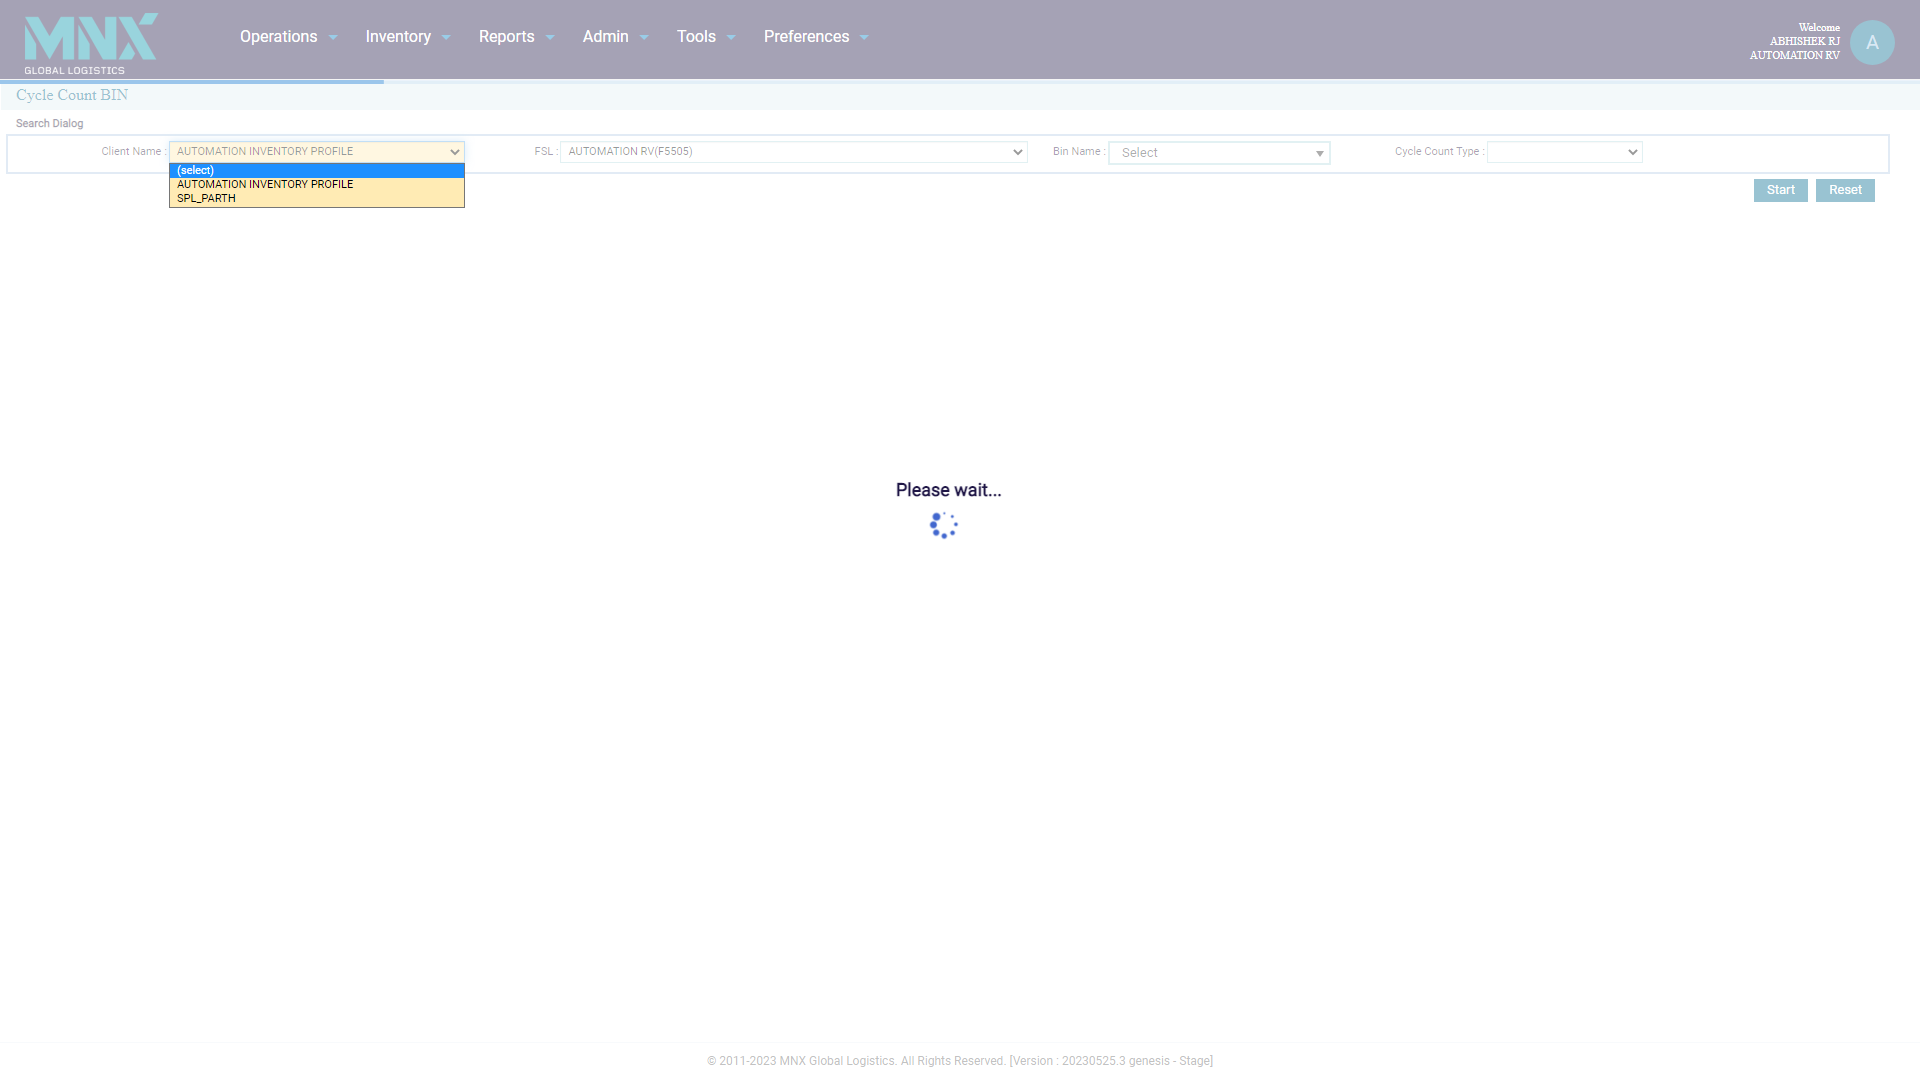 MNX
GLOBAL LOGISTICS
Operations Inventory Reports Admin Tools Preferences
Welcome
ABHISHEK RJ
AUTOMATION RV
A
Cycle Count BIN
Search Dialog
Client Name : AUTOMATION INVENTORY PROFILE FSL : AUTOMATION RV(F5505) Bin Name : Select Cycle Count Type :
(select)
AUTOMATION INVENTORY PROFILE
SPL_PARTH
Start Reset
Please wait...
© 2011-2023 MNX Global Logistics. All Rights Reserved. [Version : 20230525.3 genesis - Stage]